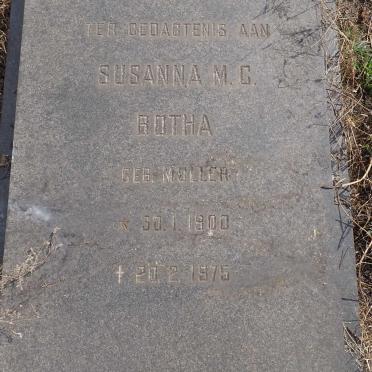 TER GEDAGTENIS AAN
SUSANNA M. C.
BOTHA
GEB. MULLER
* 30. 1. 1900
† 20. 2. 1975